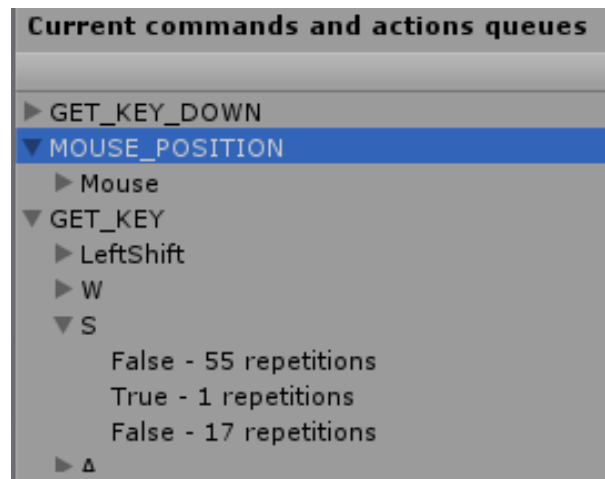 Current commands and actions queues
GET_KEY_DOWN
MOUSE_POSITION
Mouse
GET_KEY
LeftShift
W
S
False - 55 repetitions
True - 1 repetitions
False - 17 repetitions
A